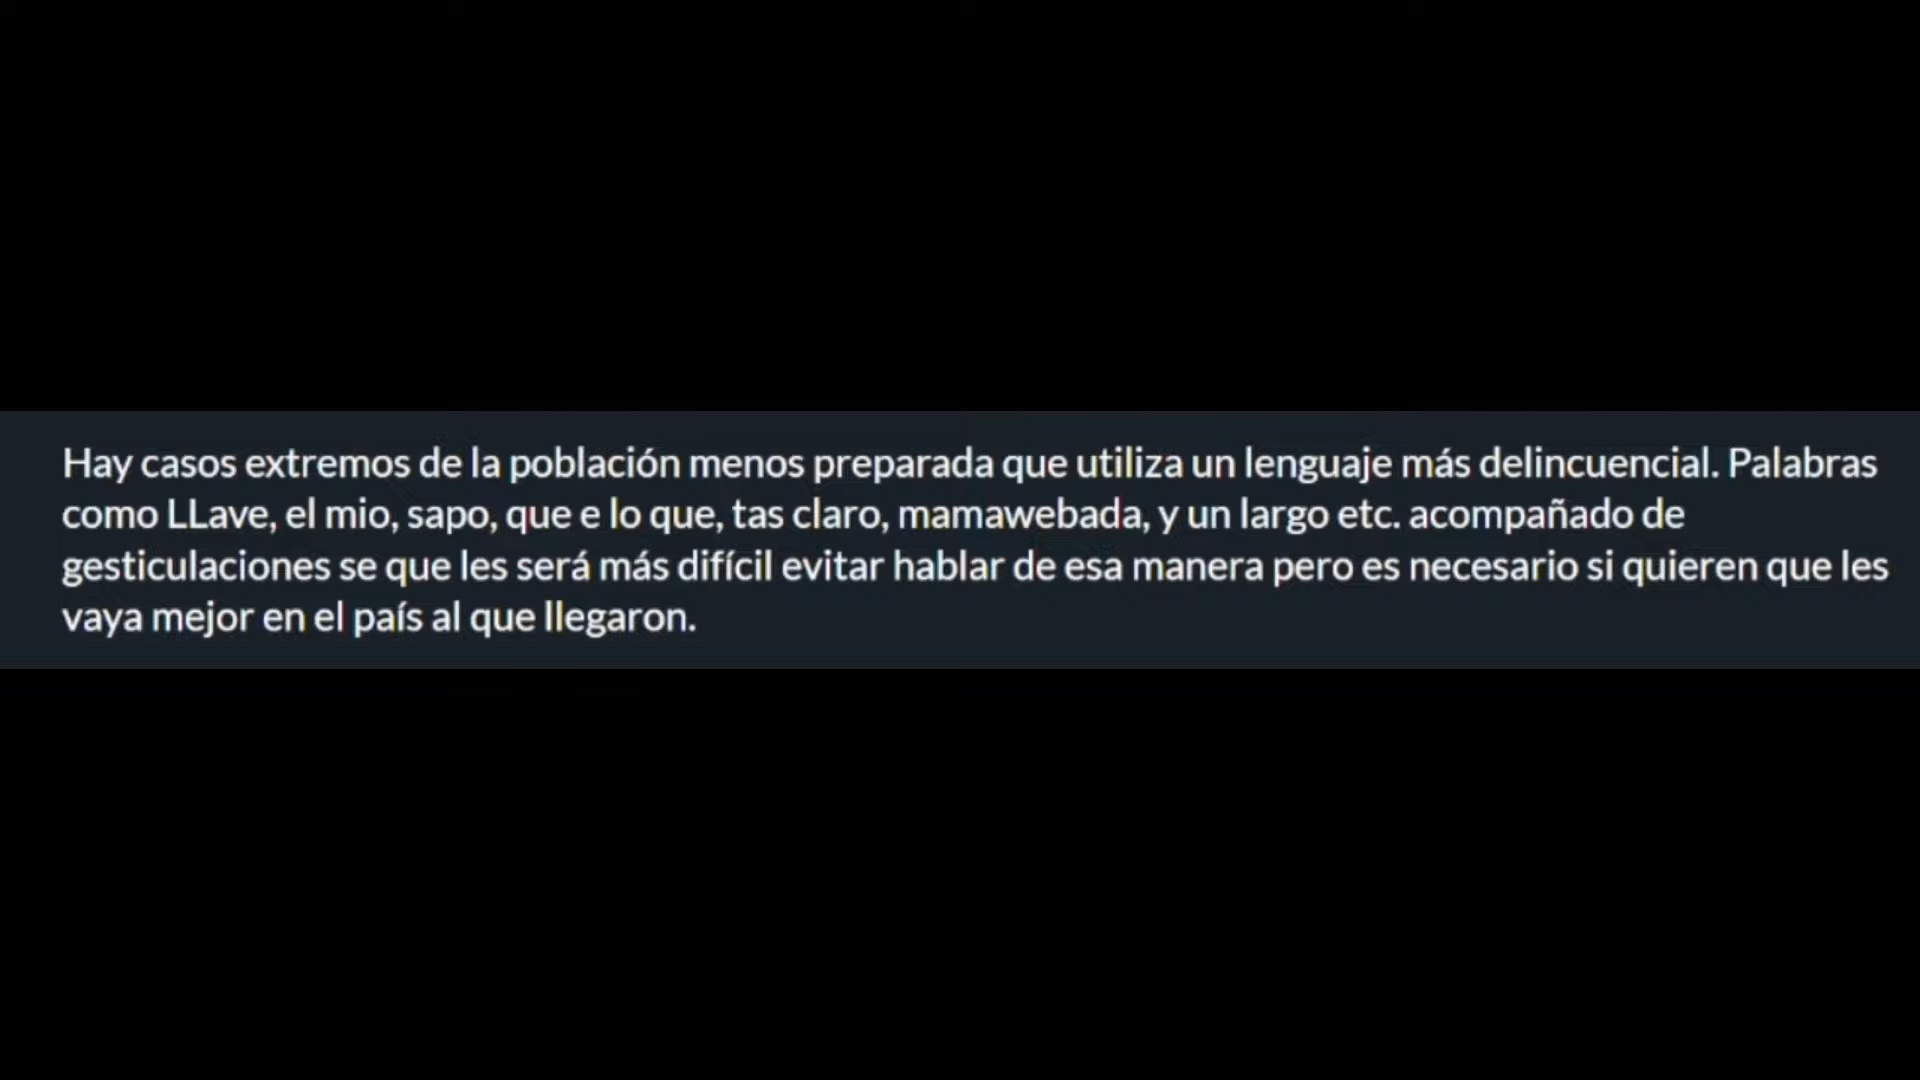 Hay casos extremos de la población menos preparada que utiliza un lenguaje más delincuencial. Palabras
como LLave, el mio, sapo, que e lo que, tas claro, mamawebada, y un largo etc. acompañado de
gesticulaciones se que les será más difícil evitar hablar de esa manera pero es necesario si quieren que les
vaya mejor en el país al que llegaron.